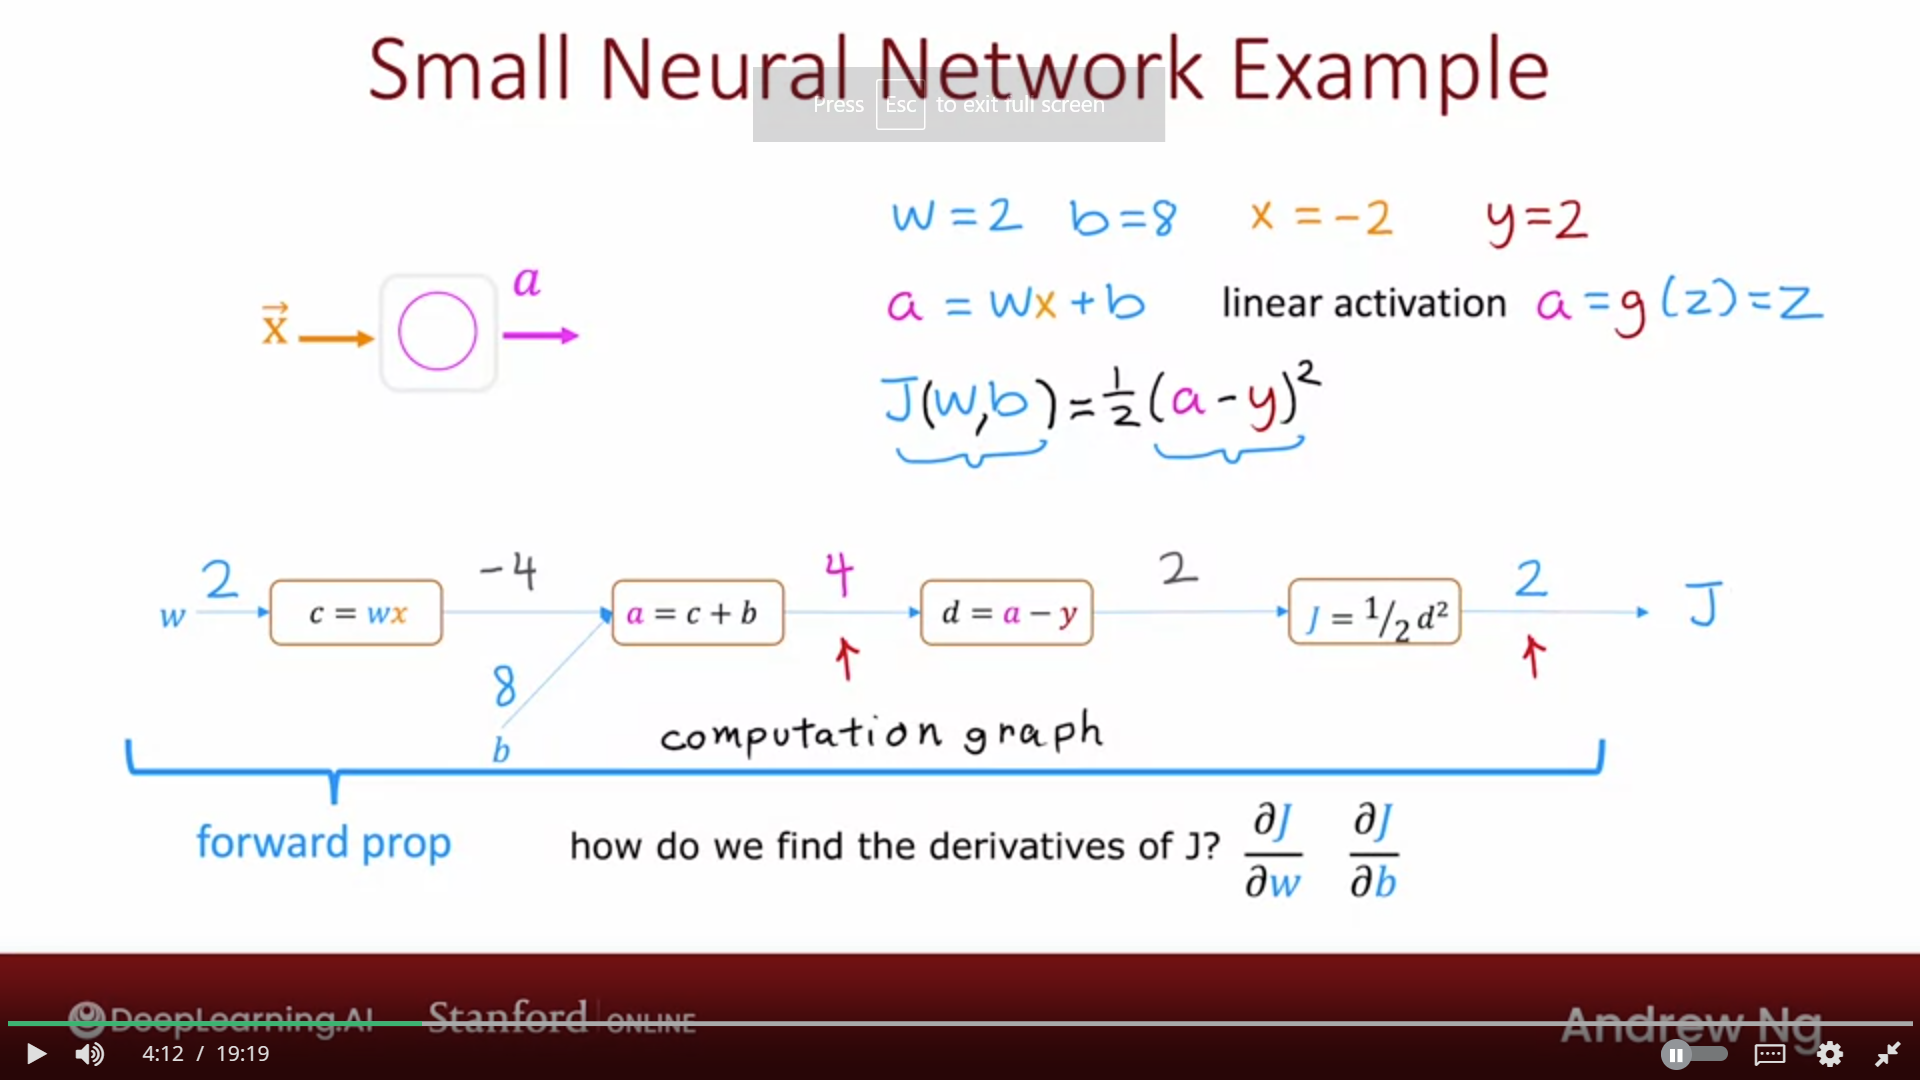 Small Neural Network Example
Press Esc to exit full screen
w = 2 b = 8 x = -2 y = 2
a = wx + b linear activation a = g(z) = z
x⃗ a
J(w,b) = ½(a - y)²
2 -4 4 2 2
w c = wx a = c + b d = a − y J = 1/2 d² J
8
b
computation graph
forward prop how do we find the derivatives of J? ∂J/∂w ∂J/∂b
DeepLearning.AI Stanford ONLINE Andrew Ng
4:12 / 19:19